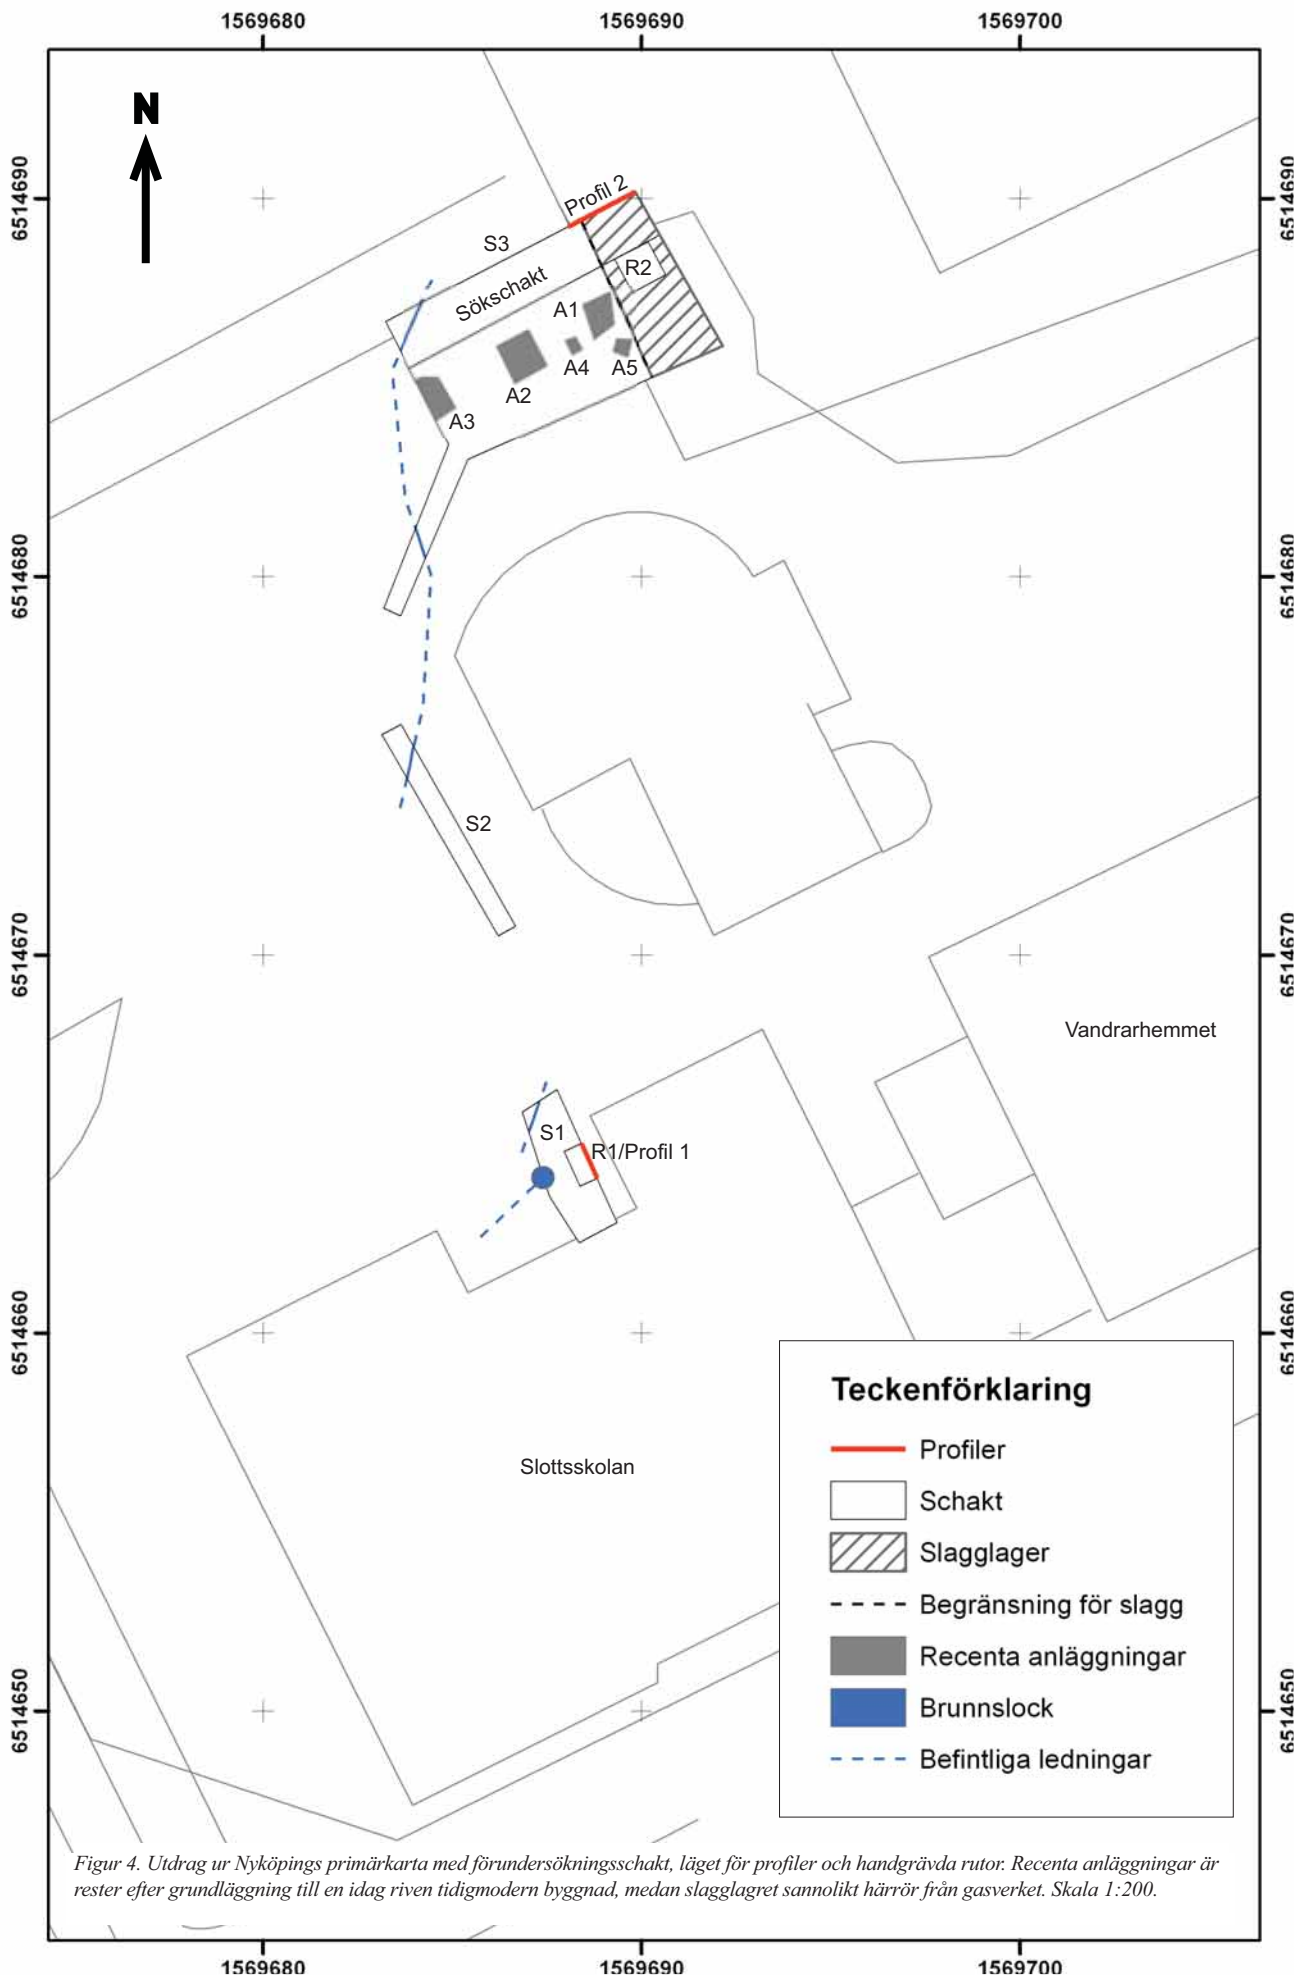 1569680 1569690 1569700
N
6514690 6514690
Profil 2
S3
Sökschakt
R2
A1
A4
A5
A2
A3
6514680 6514680
S2
6514670 6514670
Vandrarhemmet
S1
R1/Profil 1
6514660 6514660
Slottsskolan
Teckenförklaring
Profiler
Schakt
Slagglager
Begränsning för slagg
Recenta anläggningar
Brunnslock
Befintliga ledningar
6514650 6514650
Figur 4. Utdrag ur Nyköpings primärkarta med förundersökningsschakt, läget för profiler och handgrävda rutor. Recenta anläggningar är
rester efter grundläggning till en idag riven tidigmodern byggnad, medan slagglagret sannolikt härrör från gasverket. Skala 1:200.
1569680 1569690 1569700